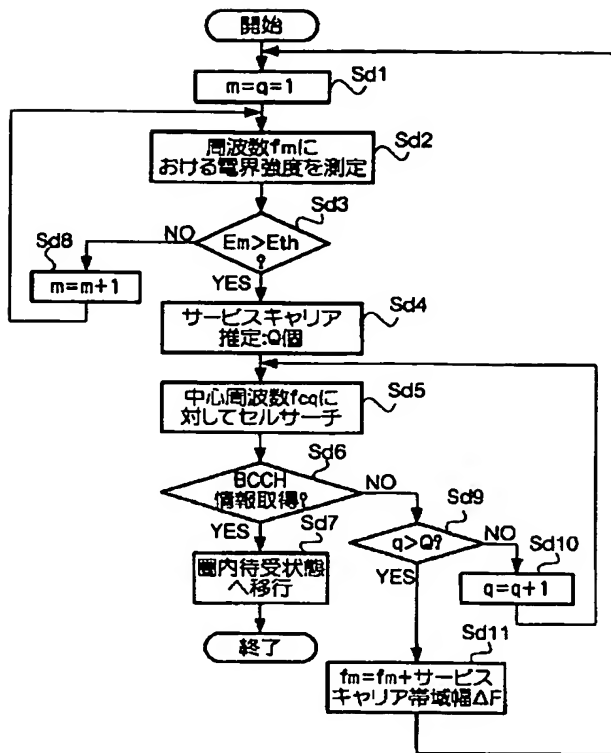 開始
Sd1
m=q=1
Sd2
周波数fmに
おける電界強度を測定
Sd3
Em>Eth
?
NO
YES
Sd8
m=m+1
Sd4
サービスキャリア
推定:Q個
Sd5
中心周波数fcqに
対してセルサーチ
Sd6
BCCH
情報取得?
NO
YES
Sd7
圏内待受状態
へ移行
終了
Sd9
q>Q?
NO
YES
Sd10
q=q+1
Sd11
fm=fm+サービス
キャリア帯域幅ΔF